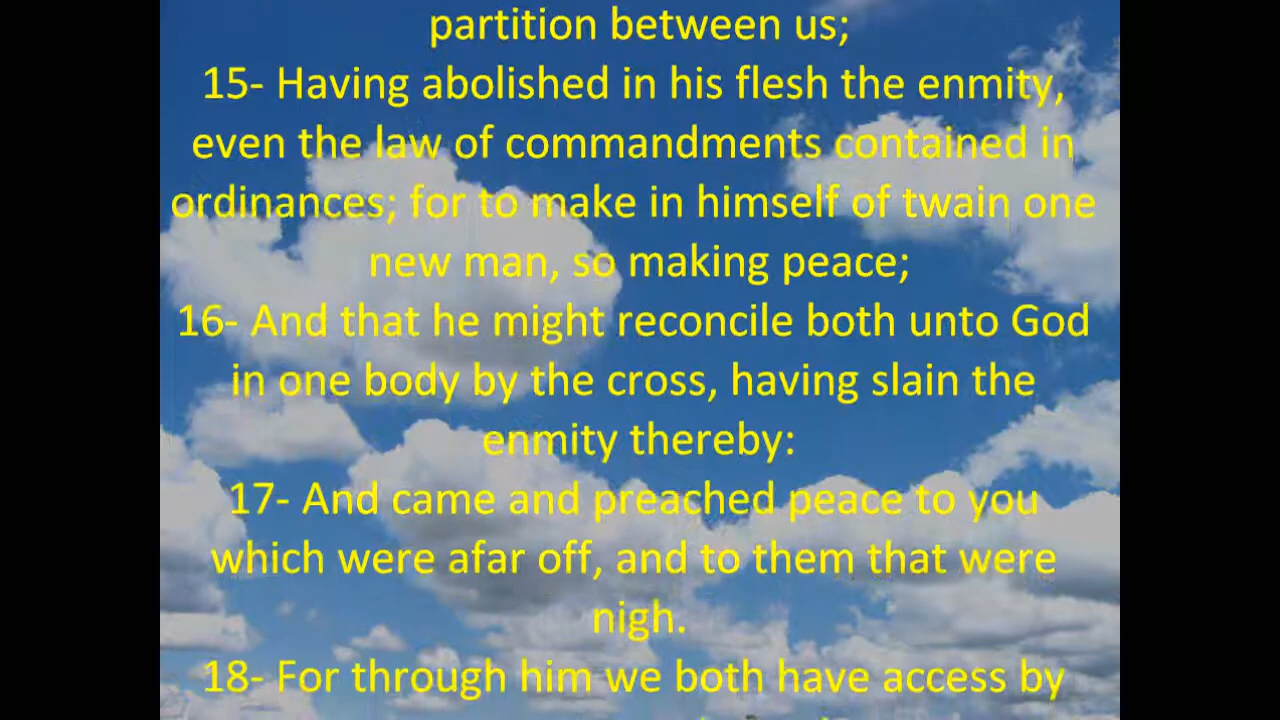 partition between us;
15- Having abolished in his flesh the enmity,
even the law of commandments contained in
ordinances; for to make in himself of twain one
new man, so making peace;
16- And that he might reconcile both unto God
in one body by the cross, having slain the
enmity thereby:
17- And came and preached peace to you
which were afar off, and to them that were
nigh.
18- For through him we both have access by